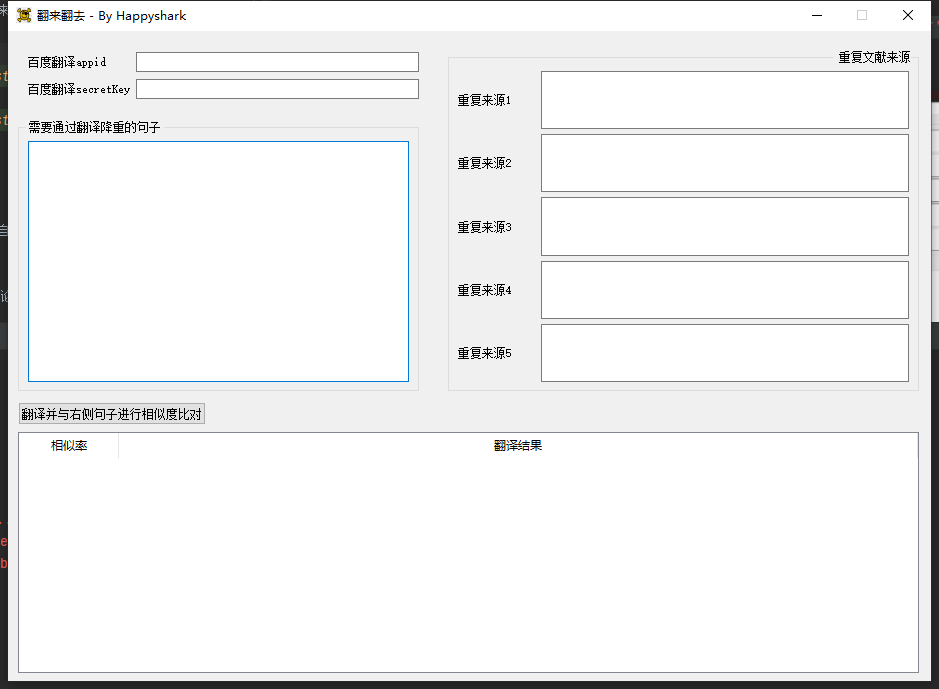 翻来翻去 - By Happyshark
百度翻译appid
百度翻译secretKey
需要通过翻译降重的句子
重复文献来源
重复来源1
重复来源2
重复来源3
重复来源4
重复来源5
翻译并与右侧句子进行相似度比对
相似率
翻译结果